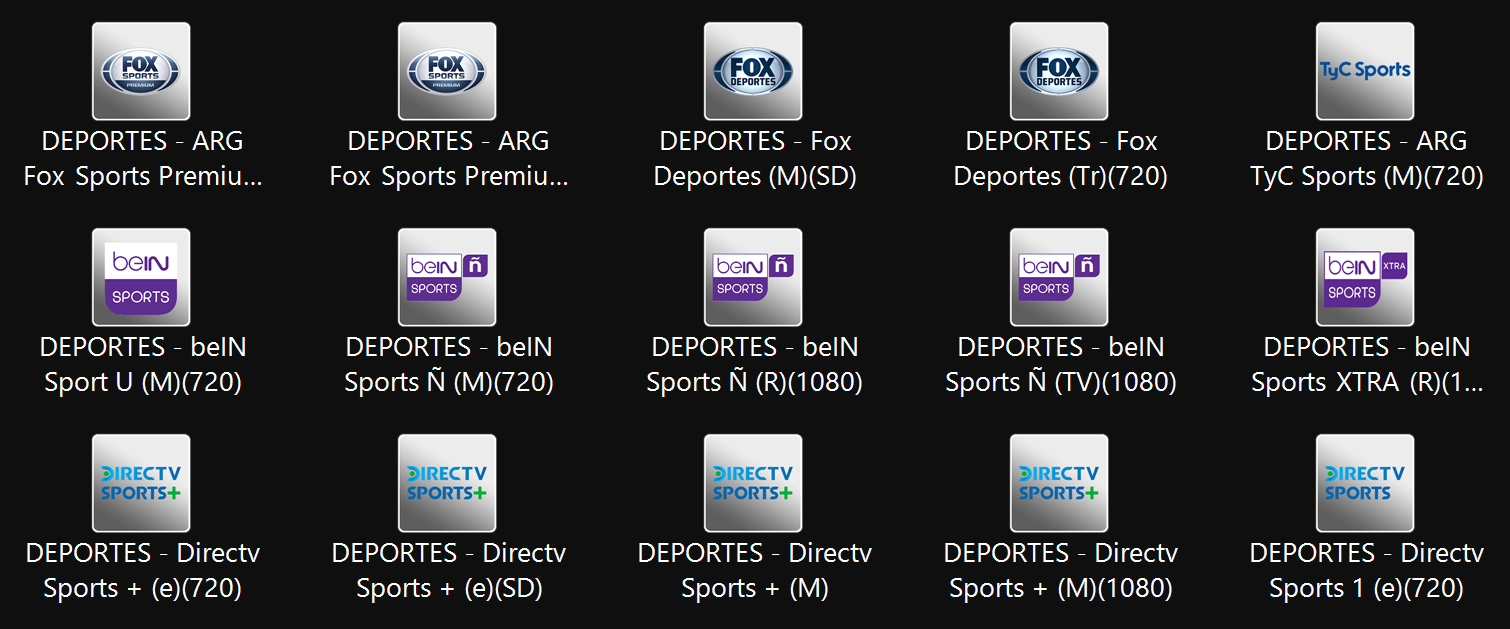 FOX
SPORTS
PREMIUM
DEPORTES - ARG
Fox Sports Premiu...
FOX
SPORTS
PREMIUM
DEPORTES - ARG
Fox Sports Premiu...
FOX
DEPORTES
DEPORTES - Fox
Deportes (M)(SD)
FOX
DEPORTES
DEPORTES - Fox
Deportes (Tr)(720)
TyC Sports
DEPORTES - ARG
TyC Sports (M)(720)
beIN
SPORTS
DEPORTES - beIN
Sport U (M)(720)
beIN ñ
SPORTS
DEPORTES - beIN
Sports Ñ (M)(720)
beIN ñ
SPORTS
DEPORTES - beIN
Sports Ñ (R)(1080)
beIN ñ
SPORTS
DEPORTES - beIN
Sports Ñ (TV)(1080)
beIN XTRA
SPORTS
DEPORTES - beIN
Sports XTRA (R)(1...
DIRECTV
SPORTS+
DEPORTES - Directv
Sports + (e)(720)
DIRECTV
SPORTS+
DEPORTES - Directv
Sports + (e)(SD)
DIRECTV
SPORTS+
DEPORTES - Directv
Sports + (M)
DIRECTV
SPORTS+
DEPORTES - Directv
Sports + (M)(1080)
DIRECTV
SPORTS
DEPORTES - Directv
Sports 1 (e)(720)